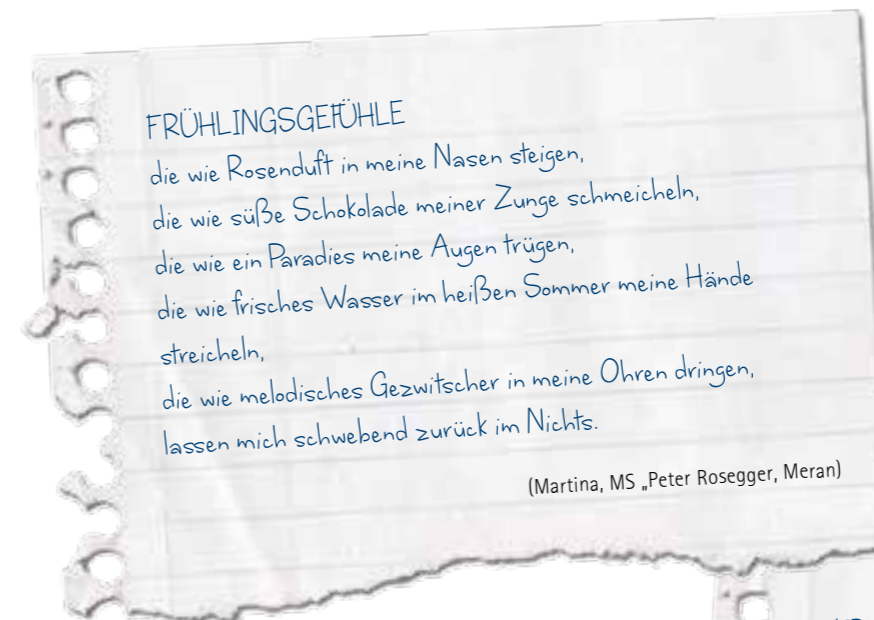 FRÜHLINGSGEFÜHLE
die wie Rosenduft in meine Nasen steigen,
die wie süße Schokolade meiner Zunge schmeicheln,
die wie ein Paradies meine Augen trügen,
die wie frisches Wasser im heißen Sommer meine Hände
streicheln,
die wie melodisches Gezwitscher in meine Ohren dringen,
lassen mich schwebend zurück im Nichts.
(Martina, MS „Peter Rosegger, Meran)